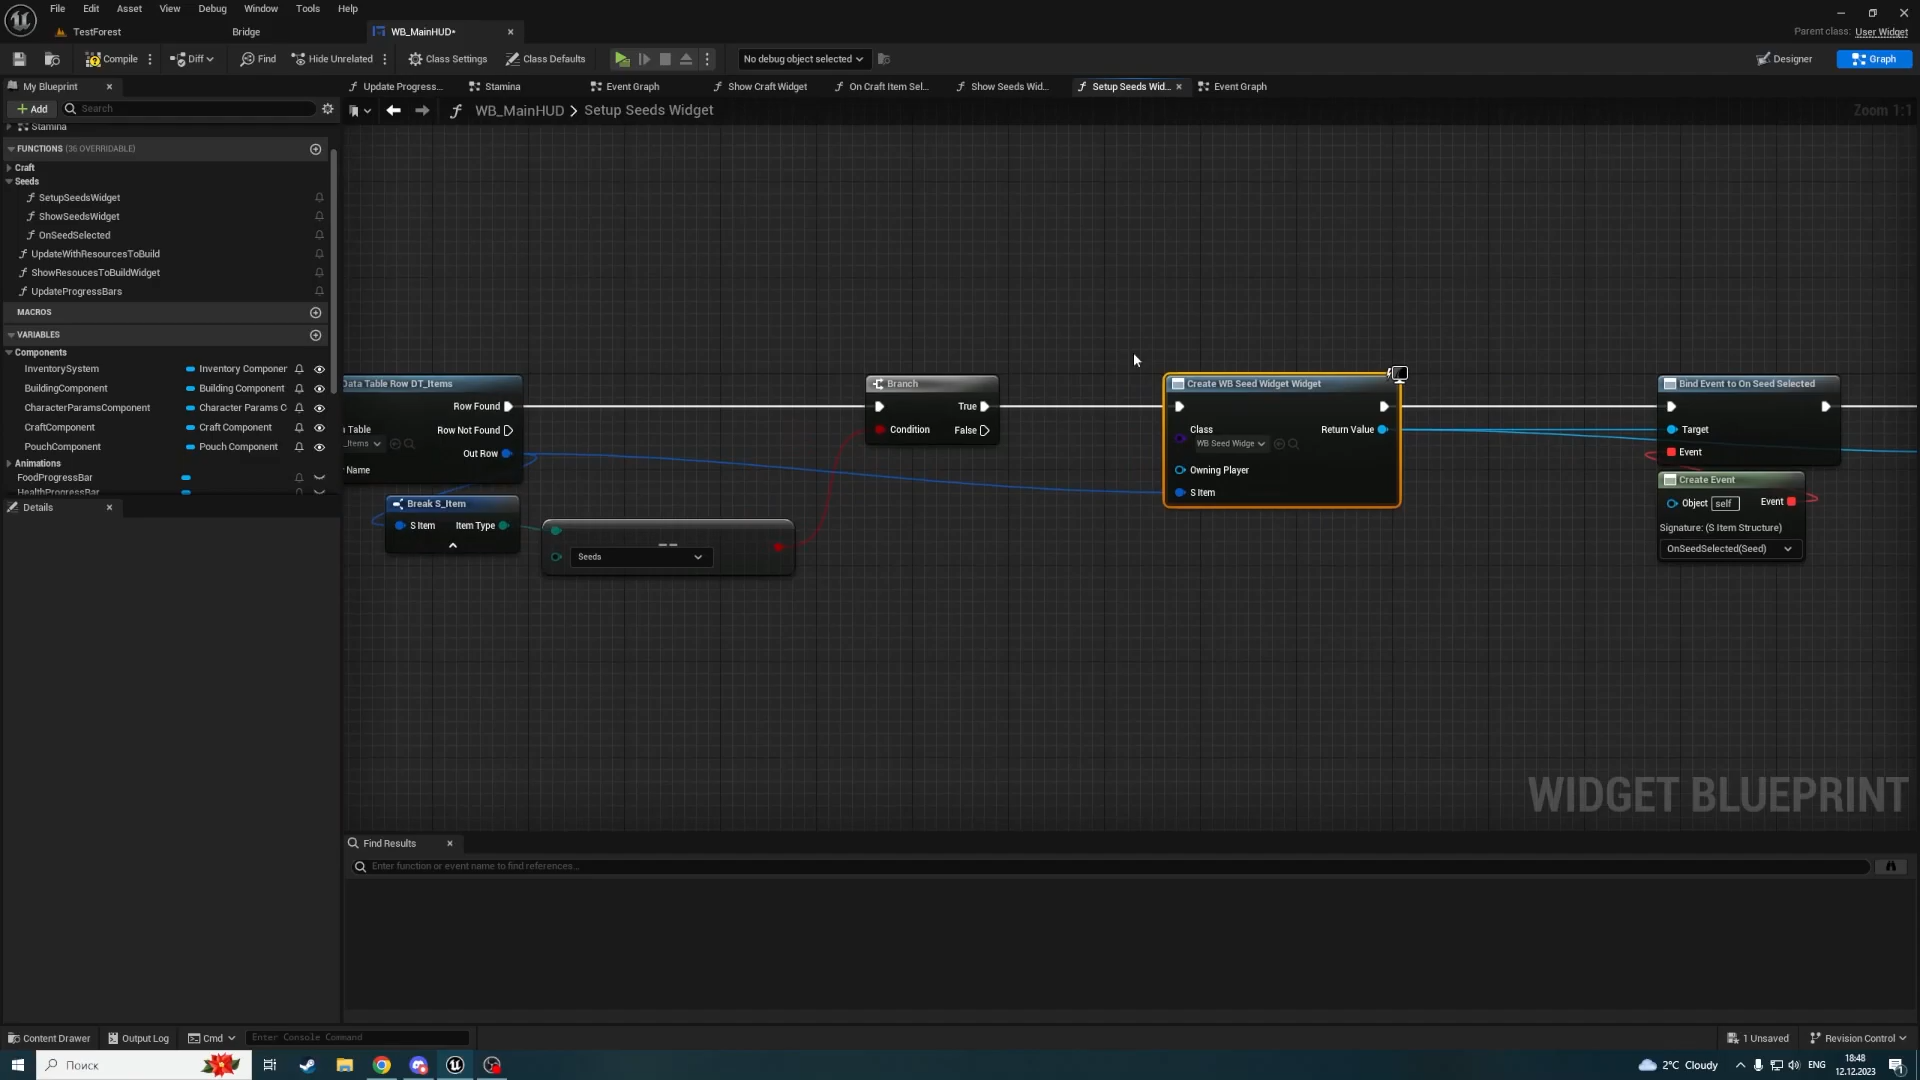 File Edit Asset View Debug Window Tools Help
TestForest
Bridge
WB_MainHUD*
Parent class: User Widget
Compile
Diff
Find
Hide Unrelated
Class Settings
Class Defaults
No debug object selected
Designer
Graph
My Blueprint
Update Progress...
Stamina
Event Graph
Show Craft Widget
On Craft Item Sel...
Show Seeds Wid...
Setup Seeds Wid...
Event Graph
Add
Search
WB_MainHUD > Setup Seeds Widget
Zoom 1:1
Stamina
FUNCTIONS (36 OVERRIDABLE)
Craft
Seeds
SetupSeedsWidget
ShowSeedsWidget
OnSeedSelected
UpdateWithResourcesToBuild
ShowResoucesToBuildWidget
UpdateProgressBars
MACROS
VARIABLES
Components
InventorySystem Inventory Componer
BuildingComponent Building Component
CharacterParamsComponent Character Params C
CraftComponent Craft Component
PouchComponent Pouch Component
Animations
FoodProgressBar
HealthProgressBar
Details
Data Table Row DT_Items
Row Found
a Table
Row Not Found
_Items
Out Row
Name
Break S_Item
S Item Item Type
==
Seeds
Branch
True
Condition False
Create WB Seed Widget Widget
Class
WB Seed Widge
Return Value
Owning Player
S Item
Bind Event to On Seed Selected
Target
Event
Create Event
Object self Event
Signature: (S Item Structure)
OnSeedSelected(Seed)
WIDGET BLUEPRINT
Find Results
Enter function or event name to find references...
Content Drawer
Output Log
Cmd
Enter Console Command
1 Unsaved
Revision Control
Поиск
2°C Cloudy
ENG
18:48
12.12.2023
1